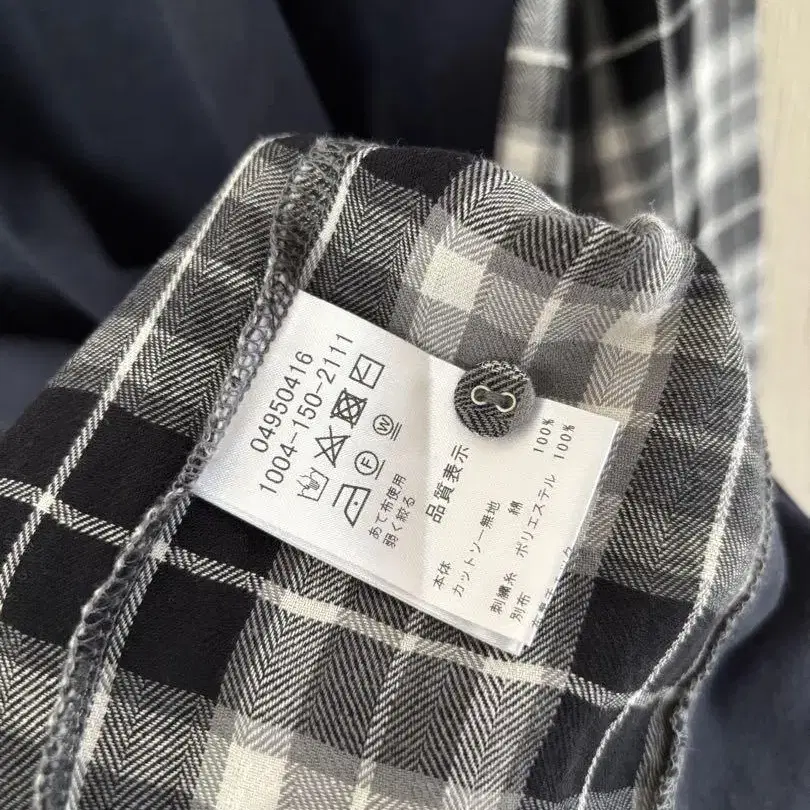 04950416
1004-150-2111
F
W
あて布使用
弱く絞る
品質表示
本体
カットソー無地
綿 100%
刺繍糸 ポリエステル 100%
別布